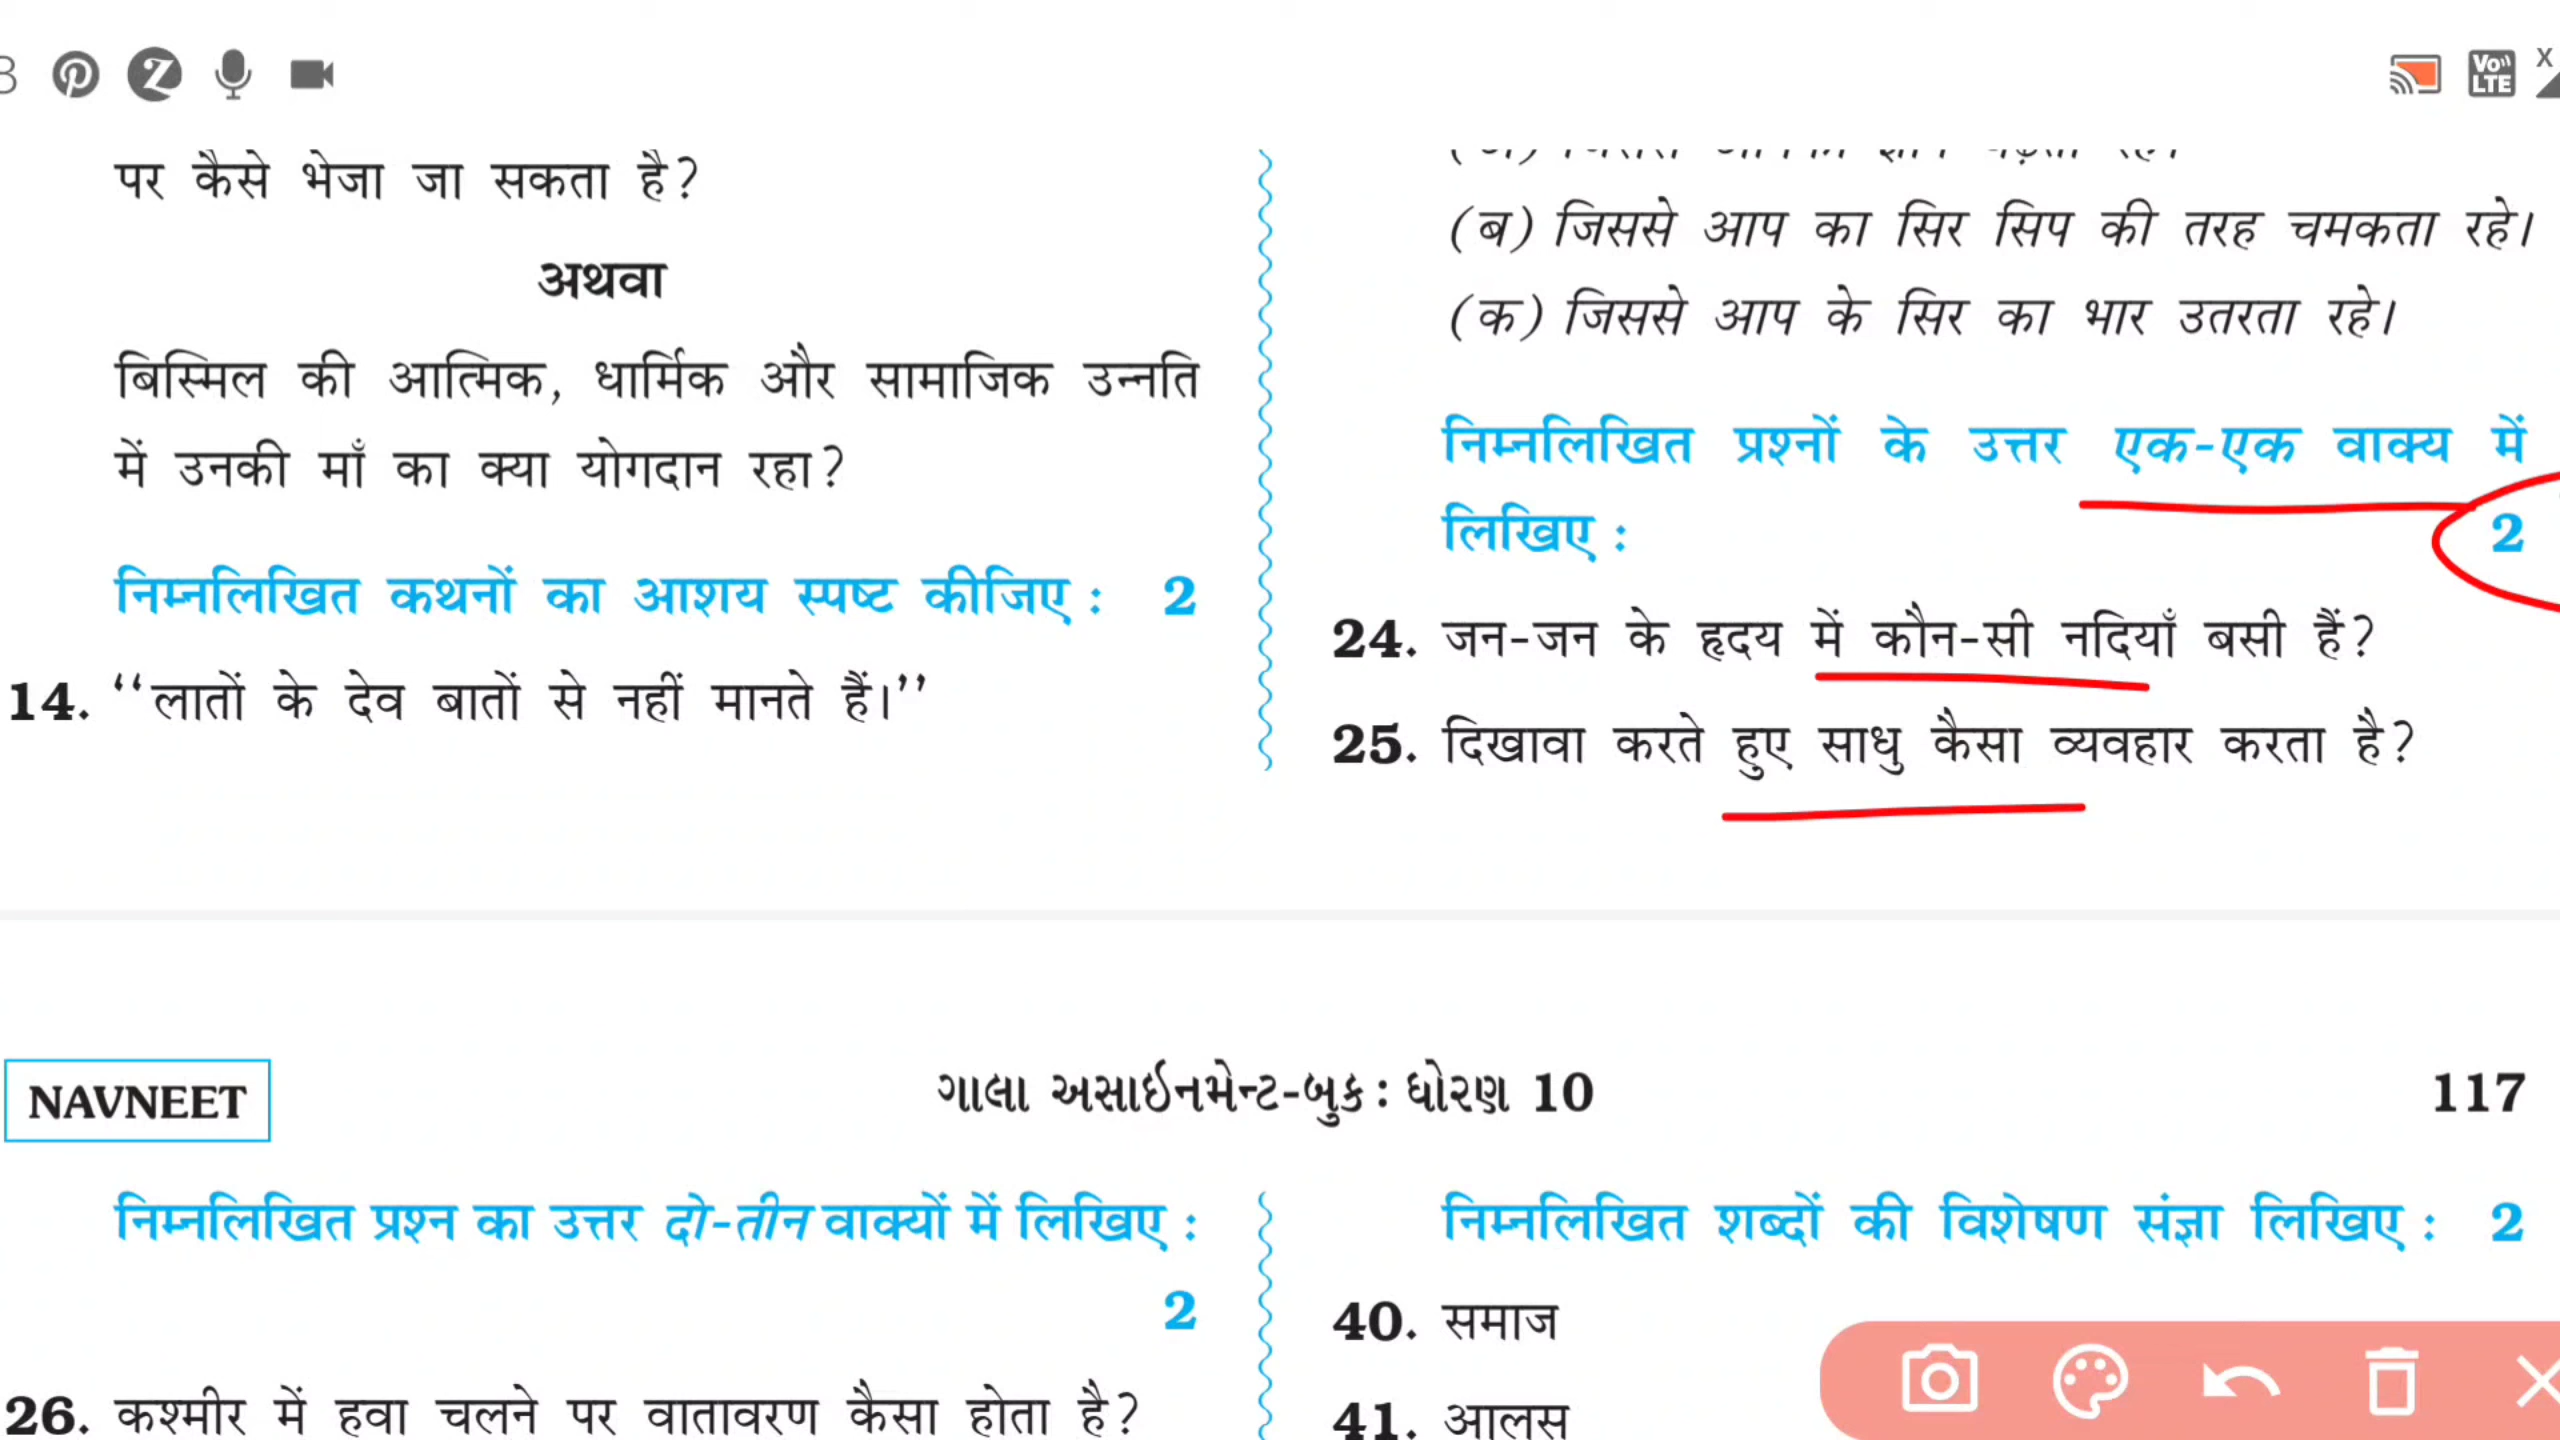 पर कैसे भेजा जा सकता है?
अथवा
बिस्मिल की आत्मिक, धार्मिक और सामाजिक उन्नति
में उनकी माँ का क्या योगदान रहा?
निम्नलिखित कथनों का आशय स्पष्ट कीजिए : 2
14. ‘‘लातों के देव बातों से नहीं मानते हैं।’’
(ब) जिससे आप का सिर सिप की तरह चमकता रहे।
(क) जिससे आप के सिर का भार उतरता रहे।
निम्नलिखित प्रश्नों के उत्तर एक-एक वाक्य में
लिखिए : 2
24. जन-जन के हृदय में कौन-सी नदियाँ बसी हैं?
25. दिखावा करते हुए साधु कैसा व्यवहार करता है?
NAVNEET
ગાલા અસાઇનમેન્ટ-બુક : ધોરણ 10
117
निम्नलिखित प्रश्न का उत्तर दो-तीन वाक्यों में लिखिए :
2
26. कश्मीर में हवा चलने पर वातावरण कैसा होता है?
निम्नलिखित शब्दों की विशेषण संज्ञा लिखिए : 2
40. समाज
41. आलस
Vo))
LTE